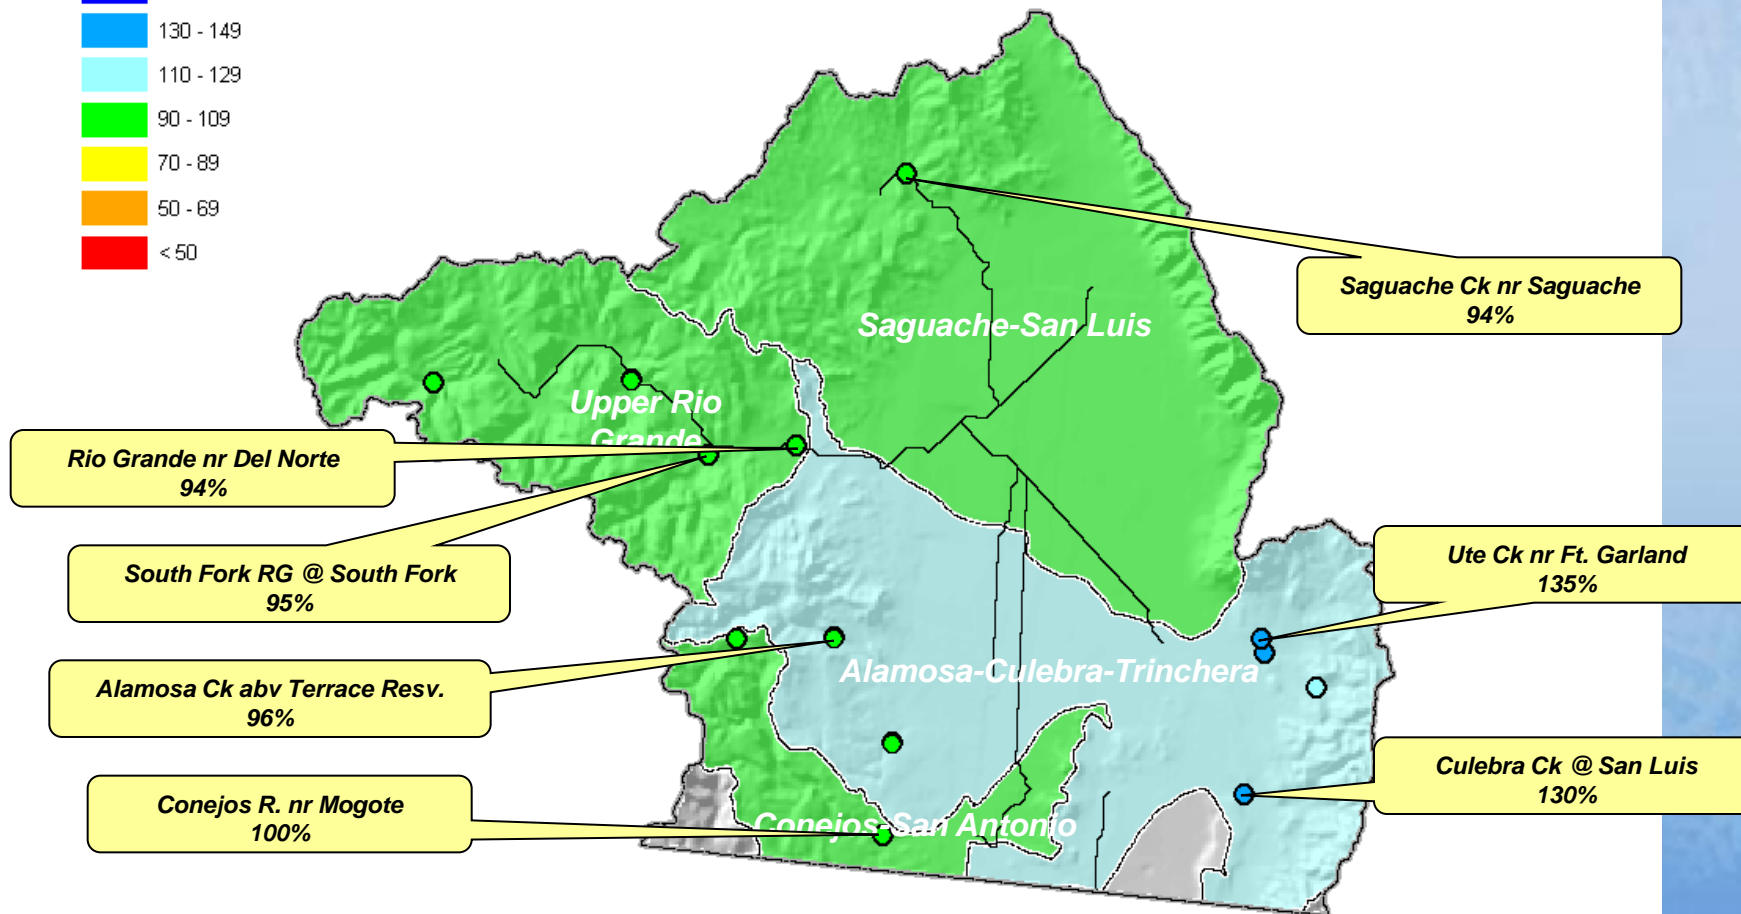 130 - 149
110 - 129
90 - 109
70 - 89
50 - 69
< 50
Saguache Ck nr Saguache
94%
Saguache-San Luis
Upper Rio
Grande
Rio Grande nr Del Norte
94%
South Fork RG @ South Fork
95%
Ute Ck nr Ft. Garland
135%
Alamosa-Culebra-Trinchera
Alamosa Ck abv Terrace Resv.
96%
Culebra Ck @ San Luis
130%
Conejos R. nr Mogote
100%
Conejos-San Antonio